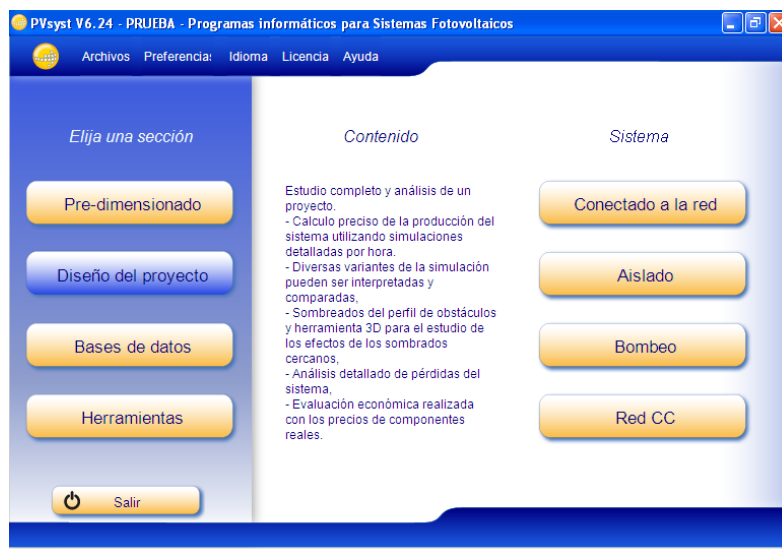 PVsyst V6.24 - PRUEBA - Programas informáticos para Sistemas Fotovoltaicos
Archivos Preferencia: Idioma Licencia Ayuda
Elija una sección
Pre-dimensionado
Diseño del proyecto
Bases de datos
Herramientas
Salir
Contenido
Estudio completo y análisis de un
proyecto.
- Calculo preciso de la producción del
sistema utilizando simulaciones
detalladas por hora.
- Diversas variantes de la simulación
pueden ser interpretadas y
comparadas,
- Sombreados del perfil de obstáculos
y herramienta 3D para el estudio de
los efectos de los sombrados
cercanos,
- Análisis detallado de pérdidas del
sistema,
- Evaluación económica realizada
con los precios de componentes
reales.
Sistema
Conectado a la red
Aislado
Bombeo
Red CC